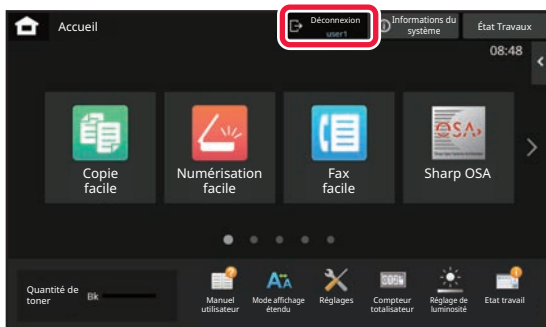 Accueil
Déconnexion
user1
Informations du
système
État Travaux
08:48
Copie
facile
Numérisation
facile
Fax
facile
OSA
Sharp OSA
Quantité de
toner
Bk
Manuel
utilisateur
Mode affichage
étendu
Réglages
Compteur
totalisateur
Réglage de
luminosité
Etat travail